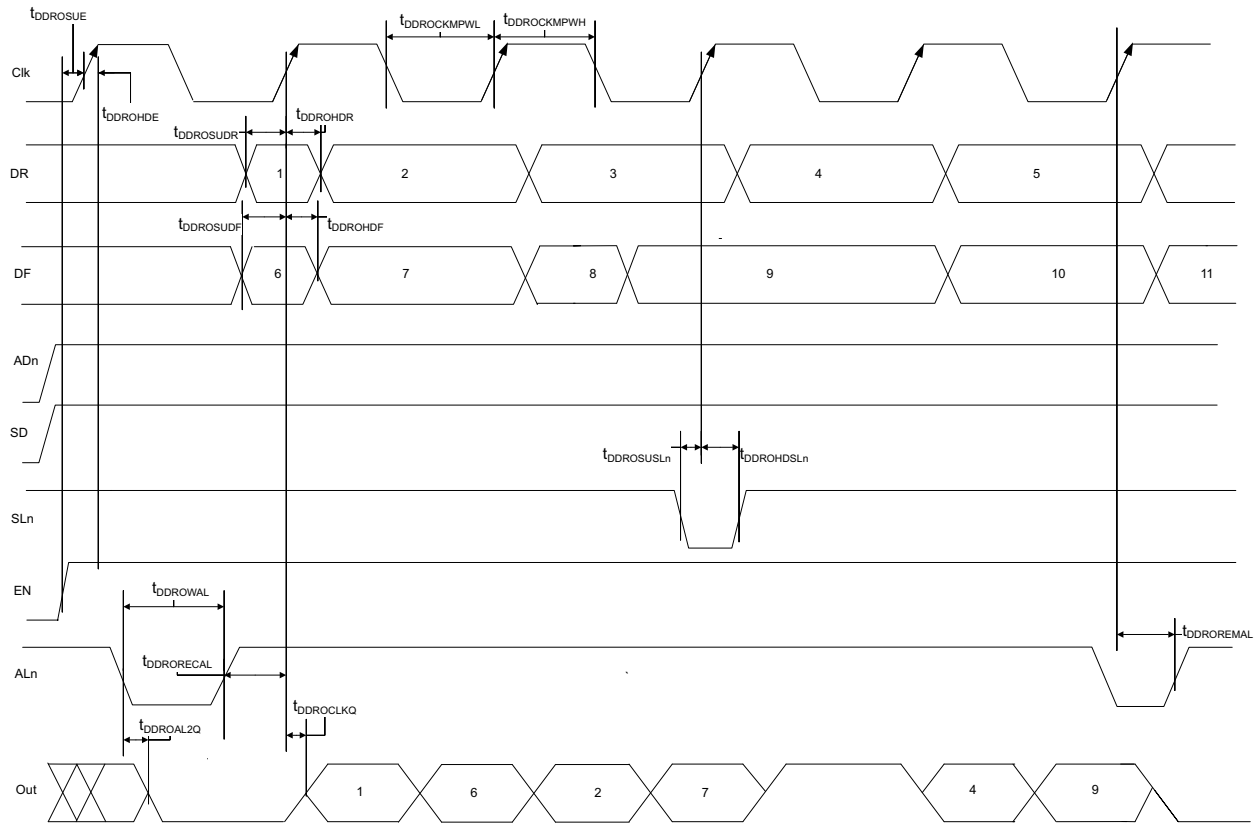 tDDROSUE
tDDROCKMPWL
tDDROCKMPWH
Clk
tDDROHDE
tDDROSUDR
tDDROHDR
DR
1
2
3
4
5
tDDROSUDF
tDDROHDF
DF
6
7
8
9
10
11
ADn
SD
tDDROSUSLn
tDDROHDSLn
SLn
EN
tDDROWAL
tDDROREMAL
tDDRORECAL
ALn
tDDROCLKQ
tDDROAL2Q
Out
1
6
2
7
4
9